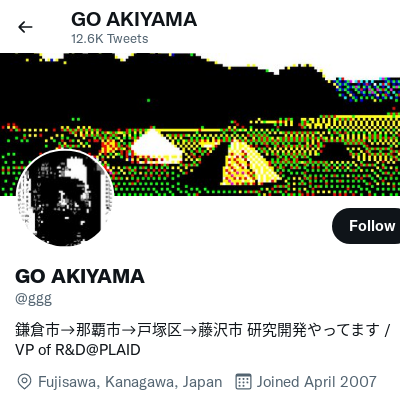 GO AKIYAMA
12.6K Tweets
Follow
GO AKIYAMA
@ggg
鎌倉市→那覇市→戸塚区→藤沢市 研究開発やってます /
VP of R&D@PLAID
Fujisawa, Kanagawa, Japan Joined April 2007